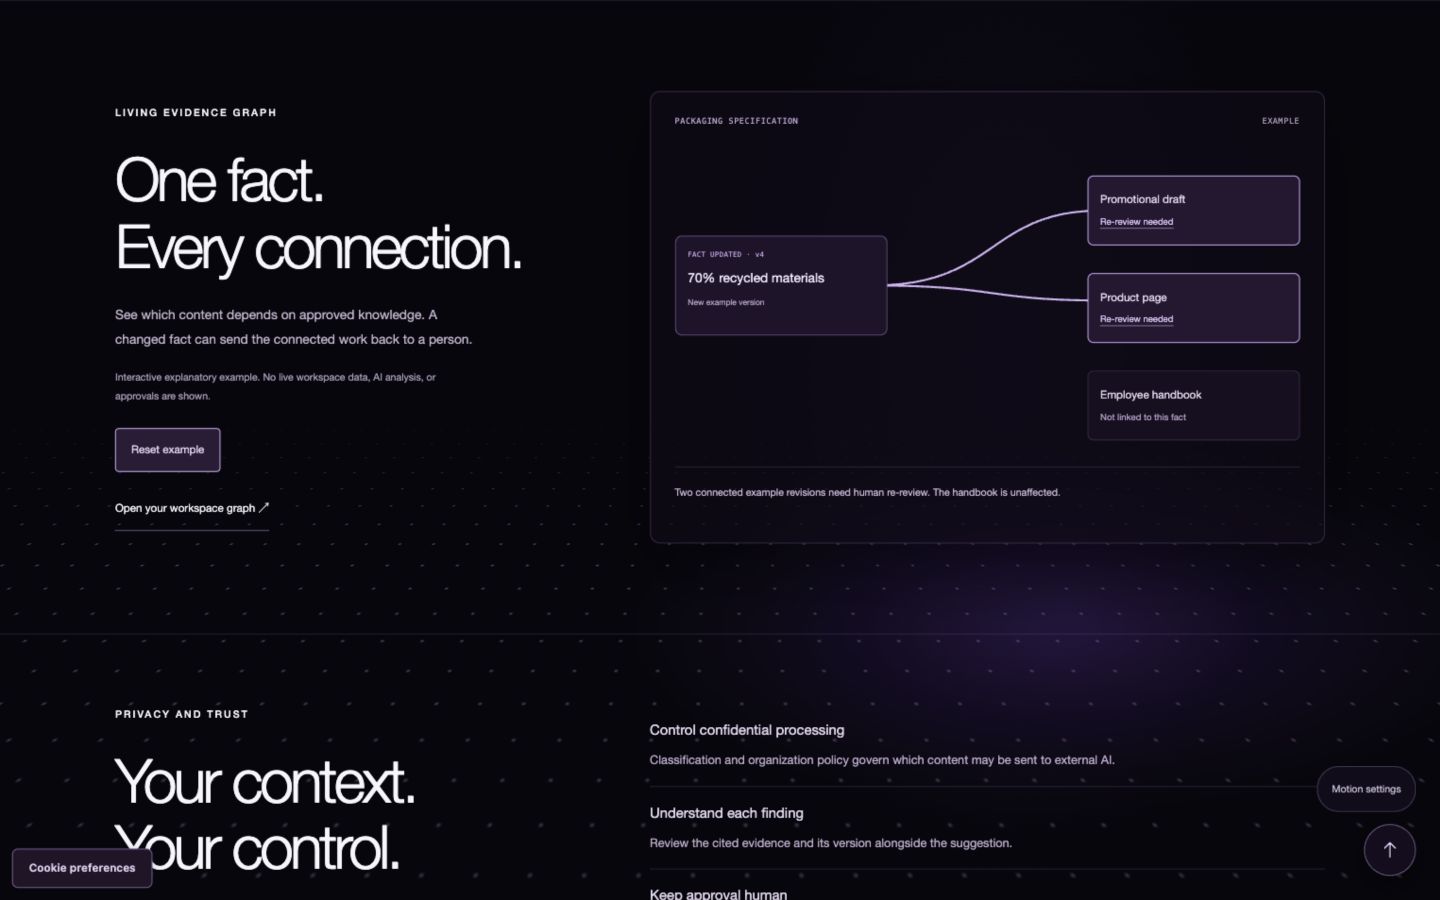 LIVING EVIDENCE GRAPH
One fact.
Every connection.
See which content depends on approved knowledge. A
changed fact can send the connected work back to a person.
Interactive explanatory example. No live workspace data, AI analysis, or
approvals are shown.
Reset example
Open your workspace graph ↗
PACKAGING SPECIFICATION
EXAMPLE
FACT UPDATED · v4
70% recycled materials
New example version
Promotional draft
Re-review needed
Product page
Re-review needed
Employee handbook
Not linked to this fact
Two connected example revisions need human re-review. The handbook is unaffected.
PRIVACY AND TRUST
Your context.
Your control.
Control confidential processing
Classification and organization policy govern which content may be sent to external AI.
Understand each finding
Review the cited evidence and its version alongside the suggestion.
Keep approval human
Motion settings
Cookie preferences